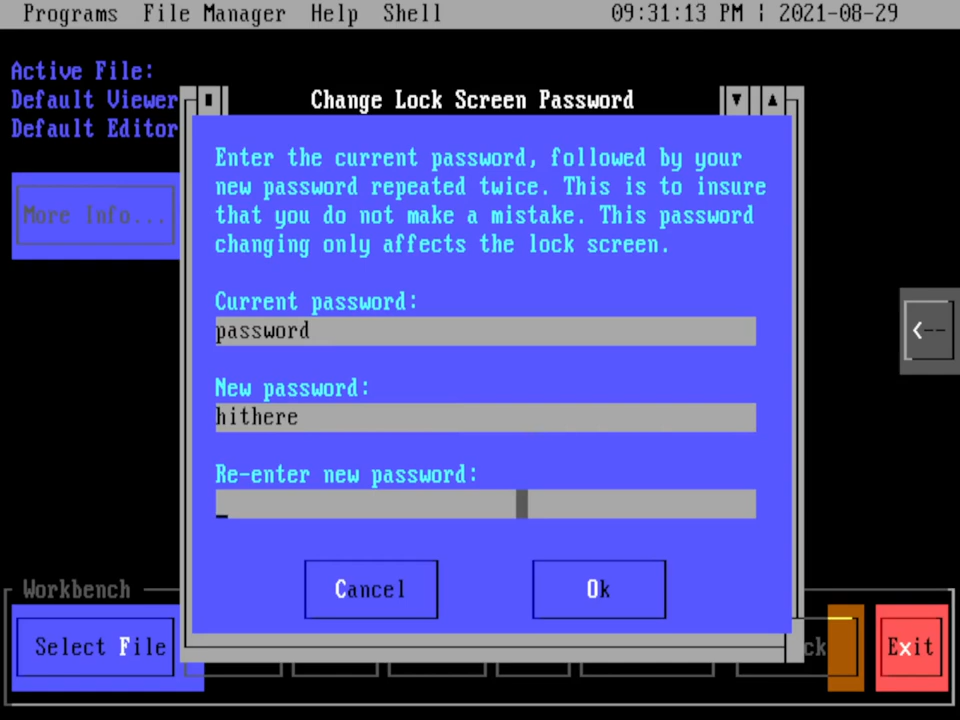 Programs File Manager Help Shell 09:31:13 PM ¦ 2021-08-29
Active File:
Default Viewer
Default Editor
Change Lock Screen Password
More Info...
Enter the current password, followed by your
new password repeated twice. This is to insure
that you do not make a mistake. This password
changing only affects the lock screen.
Current password:
password
<--
New password:
hithere
Re-enter new password:
Cancel Ok
Workbench
Select File ck Exit